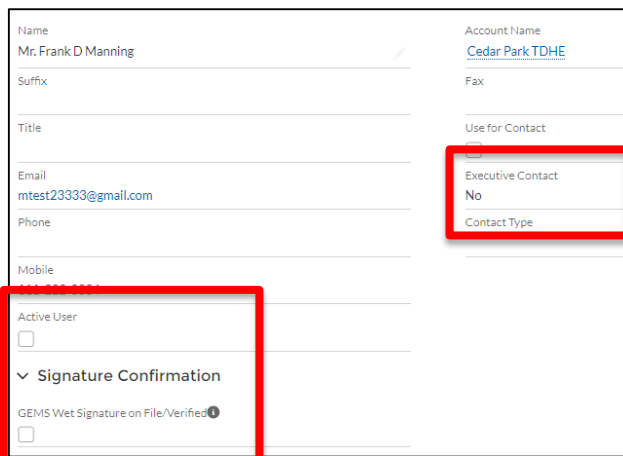 Name
Mr. Frank D Manning
Suffix
Title
Email
mtest23333@gmail.com
Phone
Mobile
Active User
Signature Confirmation
GEMS Wet Signature on File/Verified
Account Name
Cedar Park TDHE
Fax
Use for Contact
Executive Contact
No
Contact Type